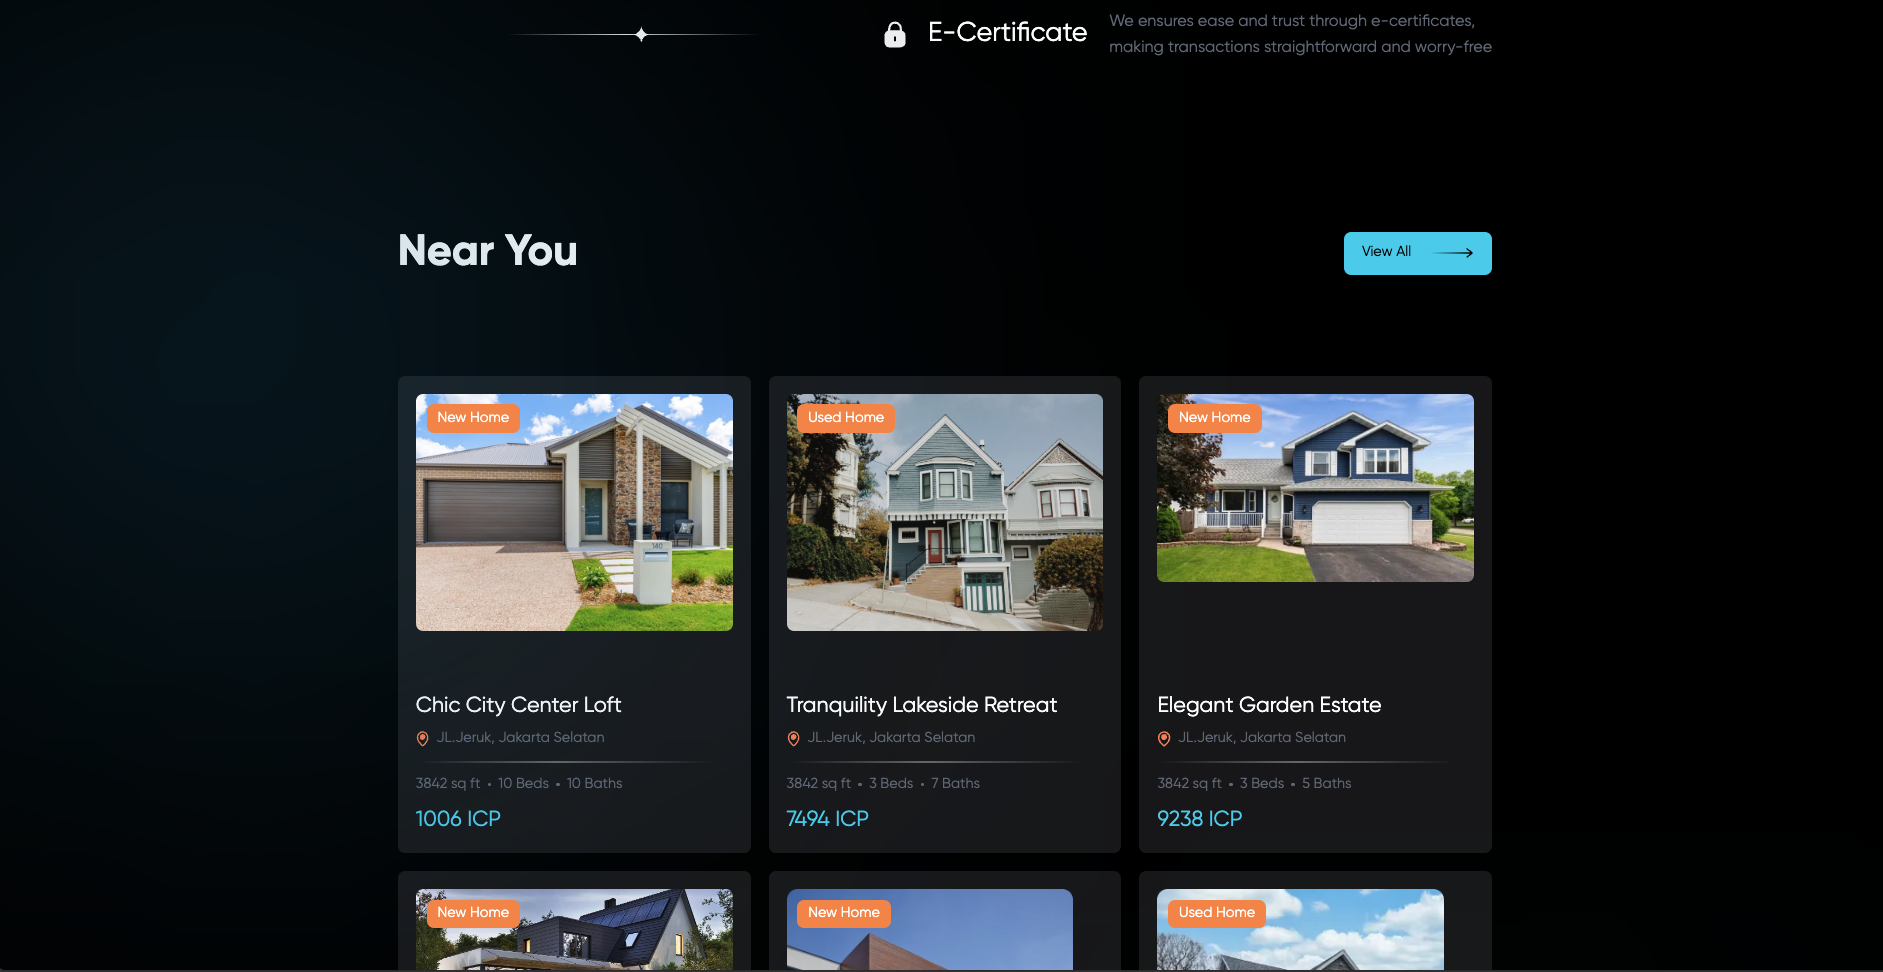 E-Certificate
We ensures ease and trust through e-certificates,
making transactions straightforward and worry-free
Near You
View All
New Home
Used Home
New Home
140
Chic City Center Loft
JL.Jeruk, Jakarta Selatan
3842 sq ft • 10 Beds • 10 Baths
1006 ICP
Tranquility Lakeside Retreat
JL.Jeruk, Jakarta Selatan
3842 sq ft • 3 Beds • 7 Baths
7494 ICP
Elegant Garden Estate
JL.Jeruk, Jakarta Selatan
3842 sq ft • 3 Beds • 5 Baths
9238 ICP
New Home
New Home
Used Home